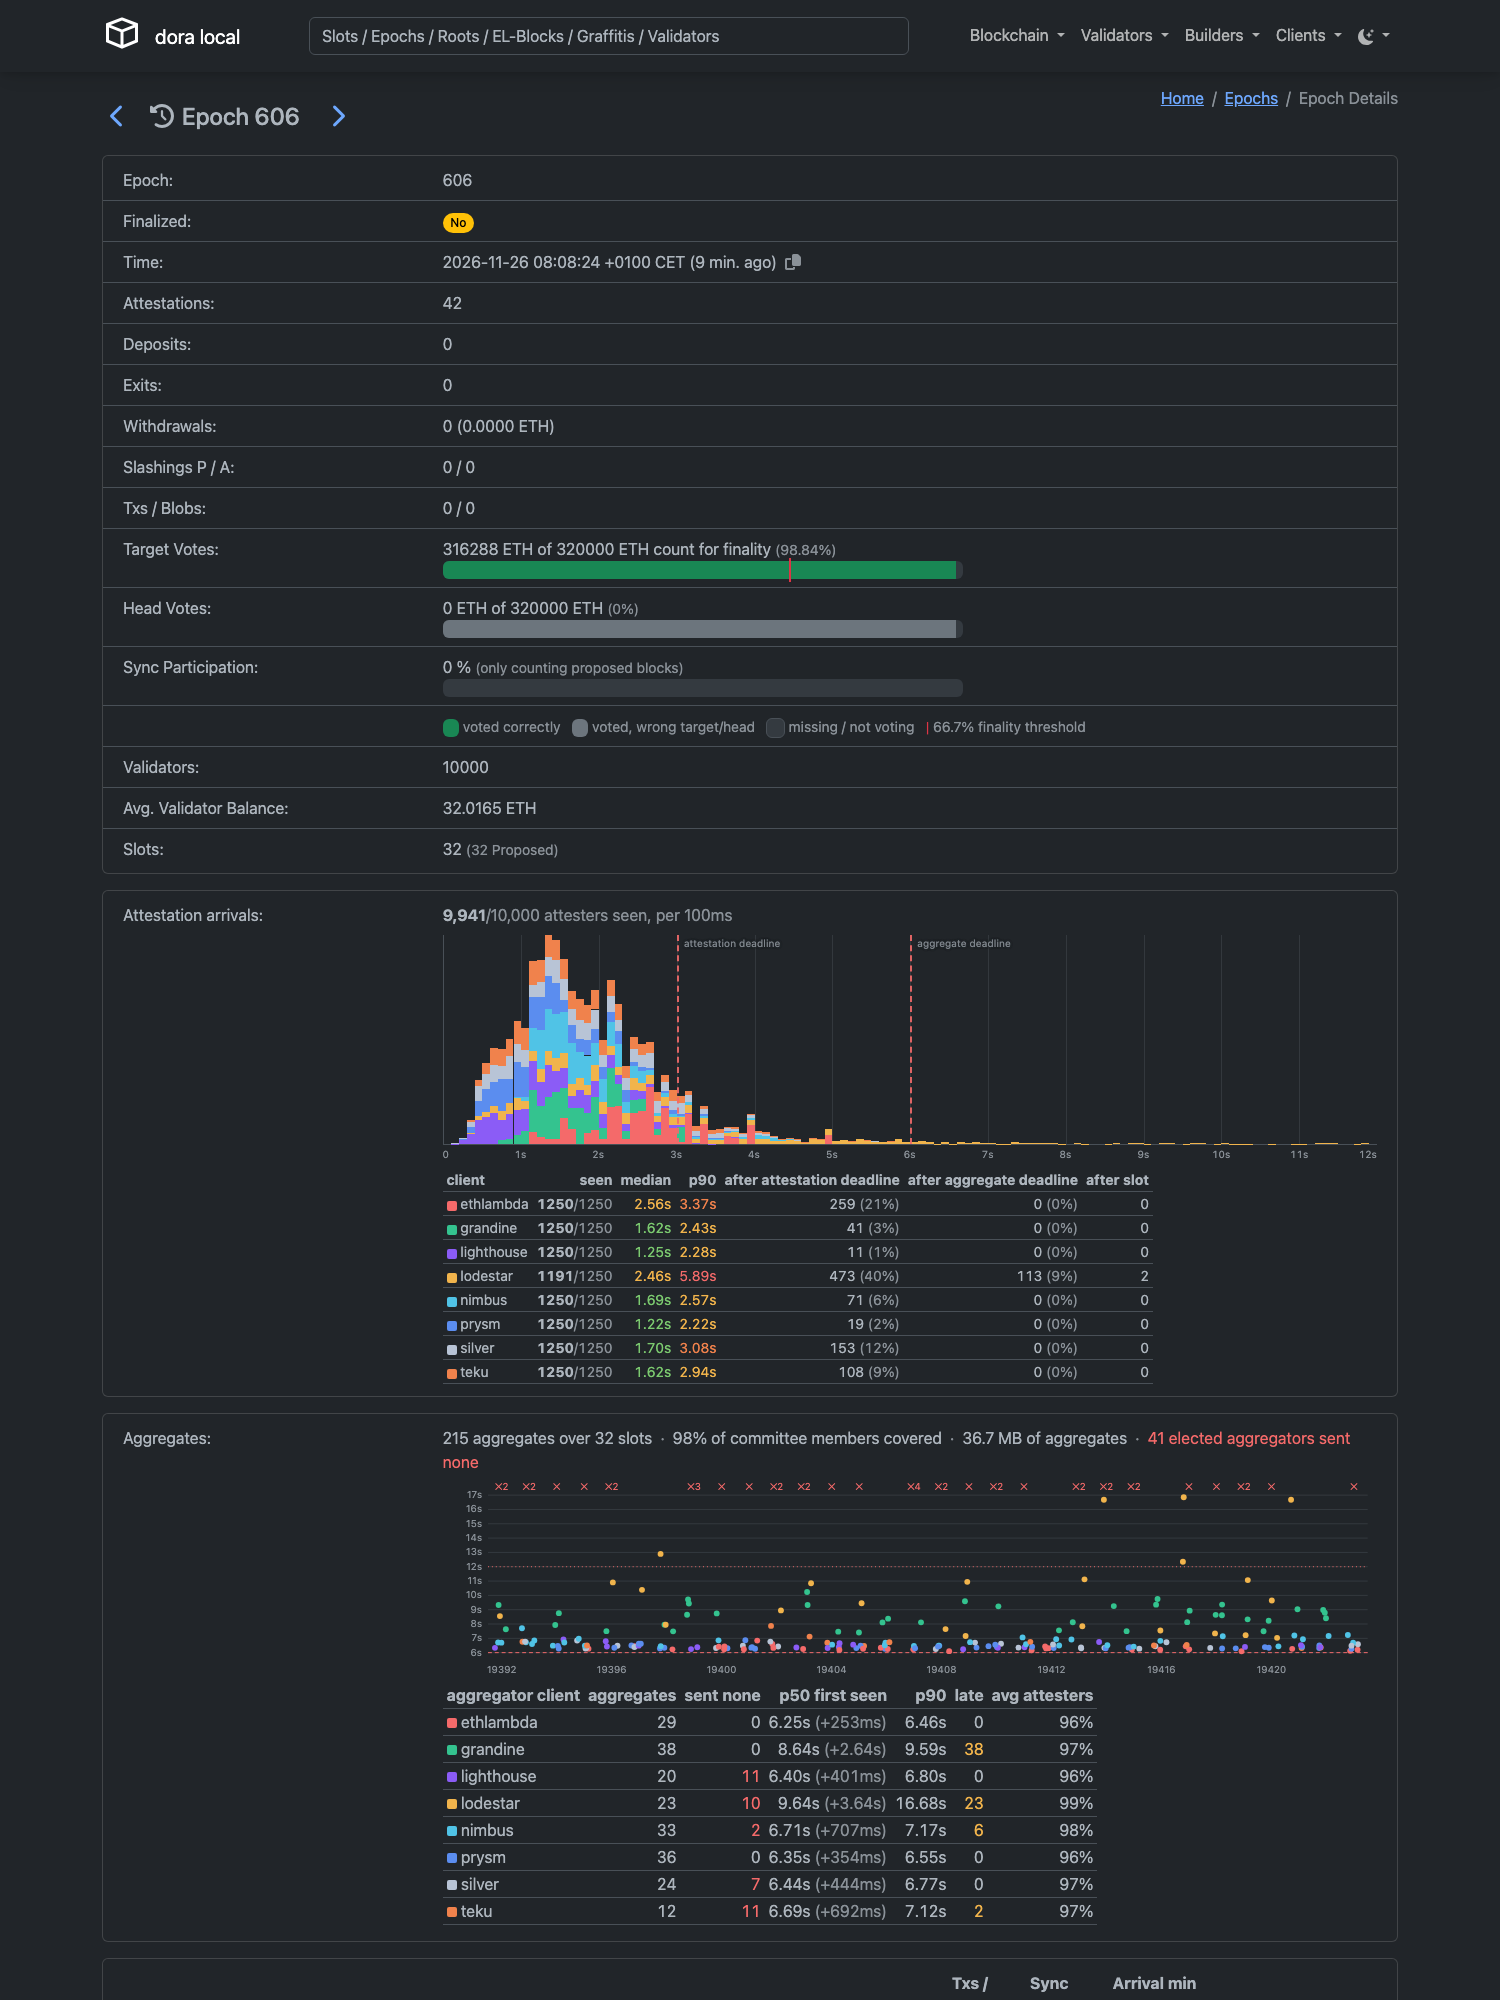 dora local
Slots / Epochs / Roots / EL-Blocks / Graffitis / Validators
Blockchain Validators Builders Clients
Epoch 606
Home / Epochs / Epoch Details
Epoch: 606
Finalized: No
Time: 2026-11-26 08:08:24 +0100 CET (9 min. ago)
Attestations: 42
Deposits: 0
Exits: 0
Withdrawals: 0 (0.0000 ETH)
Slashings P / A: 0 / 0
Txs / Blobs: 0 / 0
Target Votes: 316288 ETH of 320000 ETH count for finality (98.84%)
Head Votes: 0 ETH of 320000 ETH (0%)
Sync Participation: 0 % (only counting proposed blocks)
voted correctly voted, wrong target/head missing / not voting 66.7% finality threshold
Validators: 10000
Avg. Validator Balance: 32.0165 ETH
Slots: 32 (32 Proposed)
Attestation arrivals: 9,941/10,000 attesters seen, per 100ms
attestation deadline aggregate deadline
0 1s 2s 3s 4s 5s 6s 7s 8s 9s 10s 11s 12s
client seen median p90 after attestation deadline after aggregate deadline after slot
ethlambda 1250/1250 2.56s 3.37s 259 (21%) 0 (0%) 0
grandine 1250/1250 1.62s 2.43s 41 (3%) 0 (0%) 0
lighthouse 1250/1250 1.25s 2.28s 11 (1%) 0 (0%) 0
lodestar 1191/1250 2.46s 5.89s 473 (40%) 113 (9%) 2
nimbus 1250/1250 1.69s 2.57s 71 (6%) 0 (0%) 0
prysm 1250/1250 1.22s 2.22s 19 (2%) 0 (0%) 0
silver 1250/1250 1.70s 3.08s 153 (12%) 0 (0%) 0
teku 1250/1250 1.62s 2.94s 108 (9%) 0 (0%) 0
Aggregates: 215 aggregates over 32 slots · 98% of committee members covered · 36.7 MB of aggregates · 41 elected aggregators sent
none
×2 ×2 × × ×2 ×3 × × ×2 ×2 × × ×4 ×2 × ×2 × ×2 ×2 ×2 × × ×2 × ×
17s
16s
15s
14s
13s
12s
11s
10s
9s
8s
7s
6s
19392 19396 19400 19404 19408 19412 19416 19420
aggregator client aggregates sent none p50 first seen p90 late avg attesters
ethlambda 29 0 6.25s (+253ms) 6.46s 0 96%
grandine 38 0 8.64s (+2.64s) 9.59s 38 97%
lighthouse 20 11 6.40s (+401ms) 6.80s 0 96%
lodestar 23 10 9.64s (+3.64s) 16.68s 23 99%
nimbus 33 2 6.71s (+707ms) 7.17s 6 98%
prysm 36 0 6.35s (+354ms) 6.55s 0 96%
silver 24 7 6.44s (+444ms) 6.77s 0 97%
teku 12 11 6.69s (+692ms) 7.12s 2 97%
Txs / Sync Arrival min